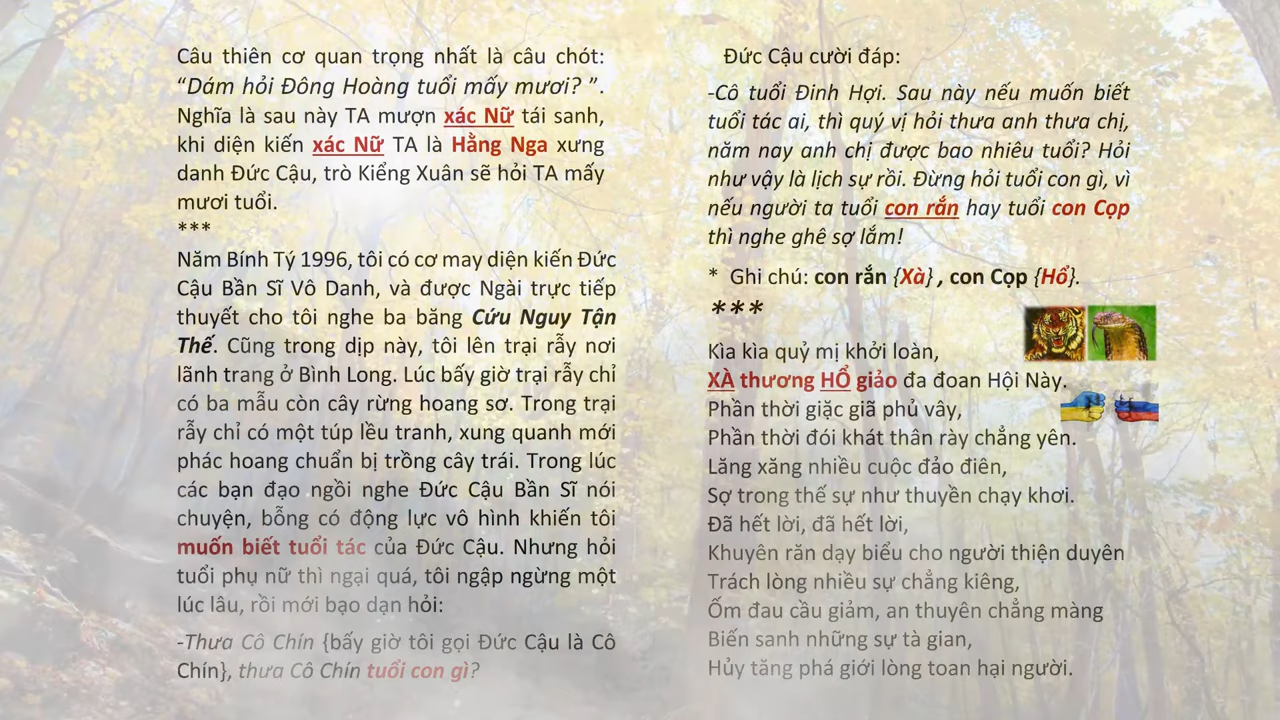 Câu thiên cơ quan trọng nhất là câu chót:
“Dám hỏi Đông Hoàng tuổi mấy mươi? ”.
Nghĩa là sau này TA mượn xác Nữ tái sanh,
khi diện kiến xác Nữ TA là Hằng Nga xưng
danh Đức Cậu, trò Kiểng Xuân sẽ hỏi TA mấy
mươi tuổi.
***
Năm Bính Tý 1996, tôi có cơ may diện kiến Đức
Cậu Bần Sĩ Vô Danh, và được Ngài trực tiếp
thuyết cho tôi nghe ba băng Cứu Nguy Tận
Thế. Cũng trong dịp này, tôi lên trại rẫy nơi
lãnh trang ở Bình Long. Lúc bấy giờ trại rẫy chỉ
có ba mẫu còn cây rừng hoang sơ. Trong trại
rẫy chỉ có một túp lều tranh, xung quanh mới
phác hoang chuẩn bị trồng cây trái. Trong lúc
các bạn đạo ngồi nghe Đức Cậu Bần Sĩ nói
chuyện, bỗng có động lực vô hình khiến tôi
muốn biết tuổi tác của Đức Cậu. Nhưng hỏi
tuổi phụ nữ thì ngại quá, tôi ngập ngừng một
lúc lâu, rồi mới bạo dạn hỏi:
-Thưa Cô Chín {bấy giờ tôi gọi Đức Cậu là Cô
Chín}, thưa Cô Chín tuổi con gì?
Đức Cậu cười đáp:
-Cô tuổi Đinh Hợi. Sau này nếu muốn biết
tuổi tác ai, thì quý vị hỏi thưa anh thưa chị,
năm nay anh chị được bao nhiêu tuổi? Hỏi
như vậy là lịch sự rồi. Đừng hỏi tuổi con gì, vì
nếu người ta tuổi con rắn hay tuổi con Cọp
thì nghe ghê sợ lắm!
* Ghi chú: con rắn {Xà} , con Cọp {Hổ}.
***
Kìa kìa quỷ mị khởi loàn,
XÀ thương HỔ giảo đa đoan Hội Này.
Phần thời giặc giã phủ vây,
Phần thời đói khát thân rày chẳng yên.
Lăng xăng nhiều cuộc đảo điên,
Sợ trong thế sự như thuyền chạy khơi.
Đã hết lời, đã hết lời,
Khuyên răn dạy biểu cho người thiện duyên
Trách lòng nhiều sự chẳng kiêng,
Ốm đau cầu giảm, an thuyên chẳng màng
Biến sanh những sự tà gian,
Hủy tăng phá giới lòng toan hại người.